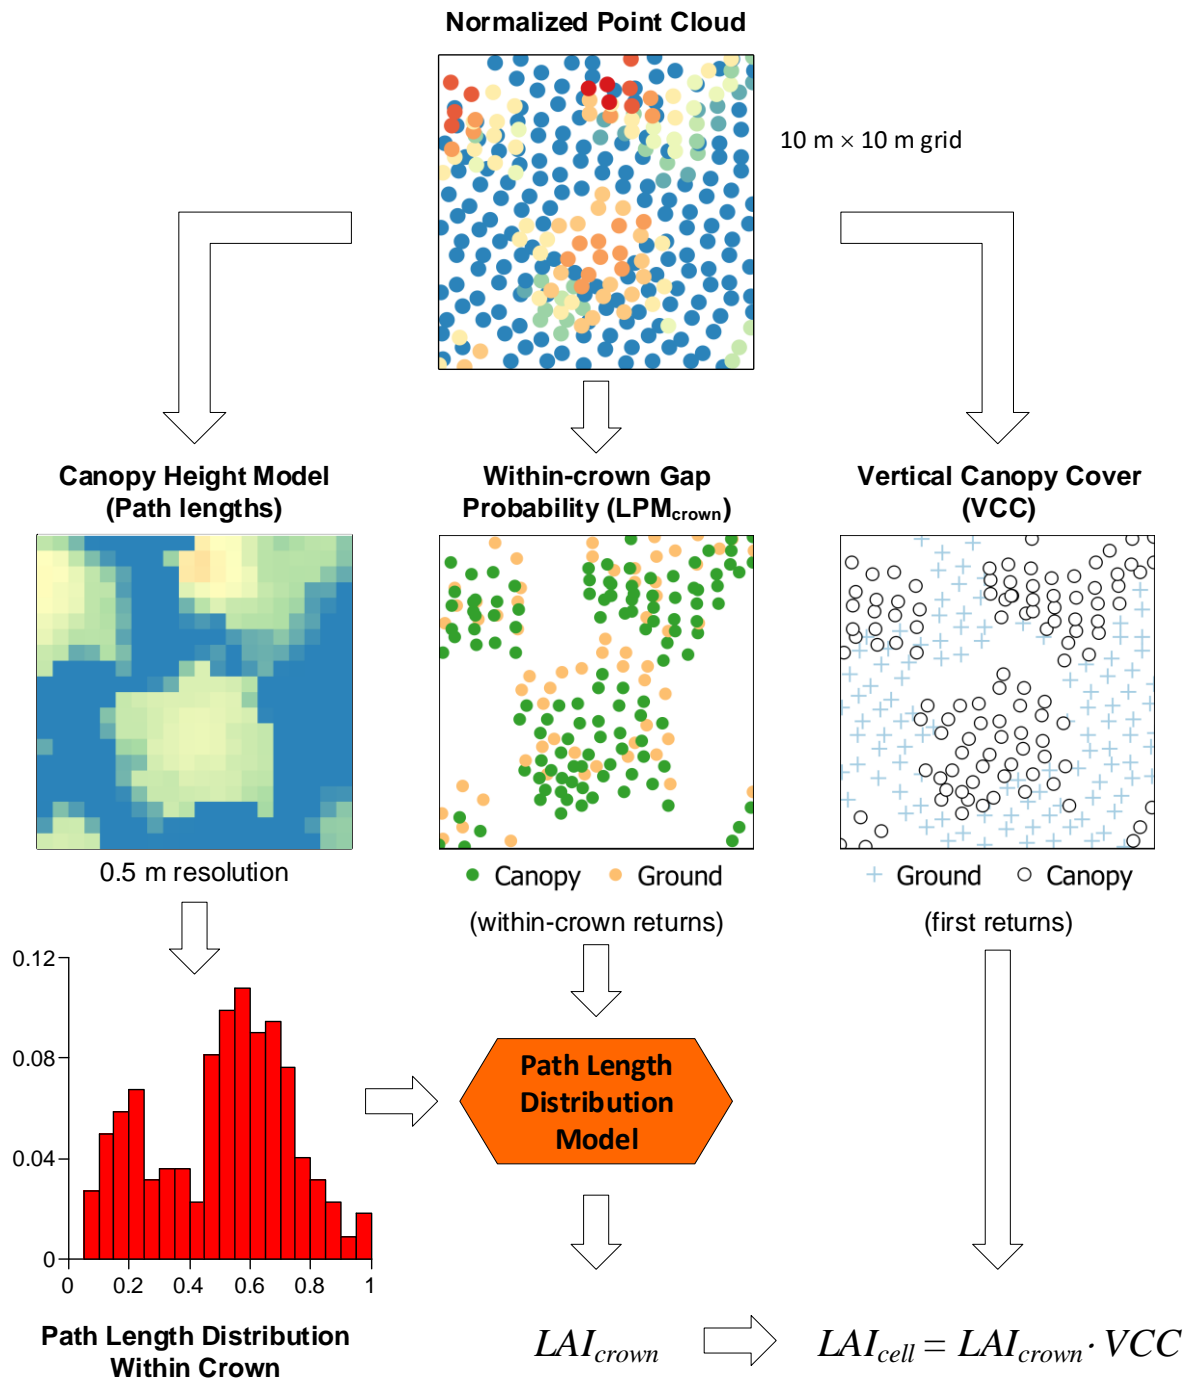 Normalized Point Cloud
10 m × 10 m grid
Canopy Height Model
(Path lengths)
Within-crown Gap
Probability (LPMcrown)
Vertical Canopy Cover
(VCC)
0.5 m resolution
Canopy
Ground
(within-crown returns)
Ground
Canopy
(first returns)
0.12
0.08
0.04
0
0 0.2 0.4 0.6 0.8 1
Path Length Distribution
Within Crown
Path Length
Distribution
Model
LAIcrown
LAIcell = LAIcrown · VCC